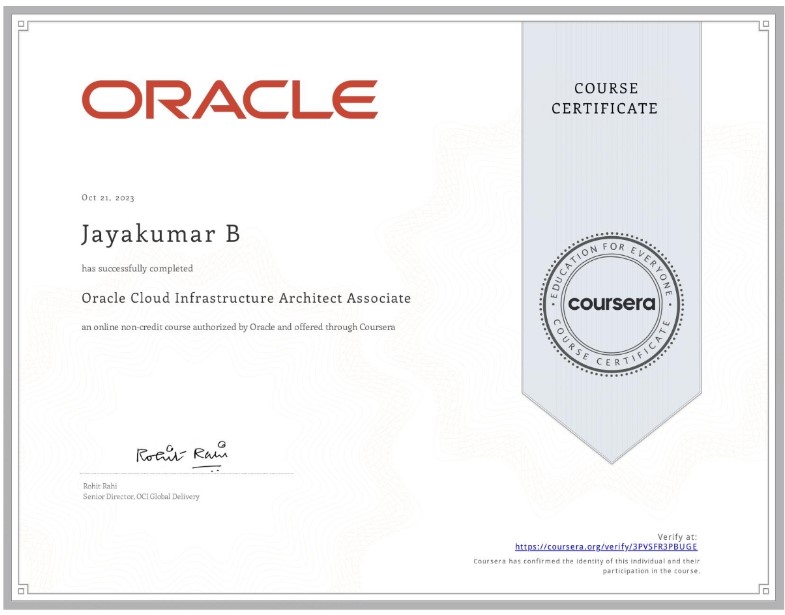 ORACLE
COURSE
CERTIFICATE
Oct 21, 2023
Jayakumar B
has successfully completed
Oracle Cloud Infrastructure Architect Associate
an online non-credit course authorized by Oracle and offered through Coursera
EDUCATION FOR EVERYONE
coursera
COURSE CERTIFICATE
Rohit Rahi
Rohit Rahi
Senior Director, OCI Global Delivery
Verify at:
https://coursera.org/verify/3PVSFR3PBUGE
Coursera has confirmed the identity of this individual and their
participation in the course.